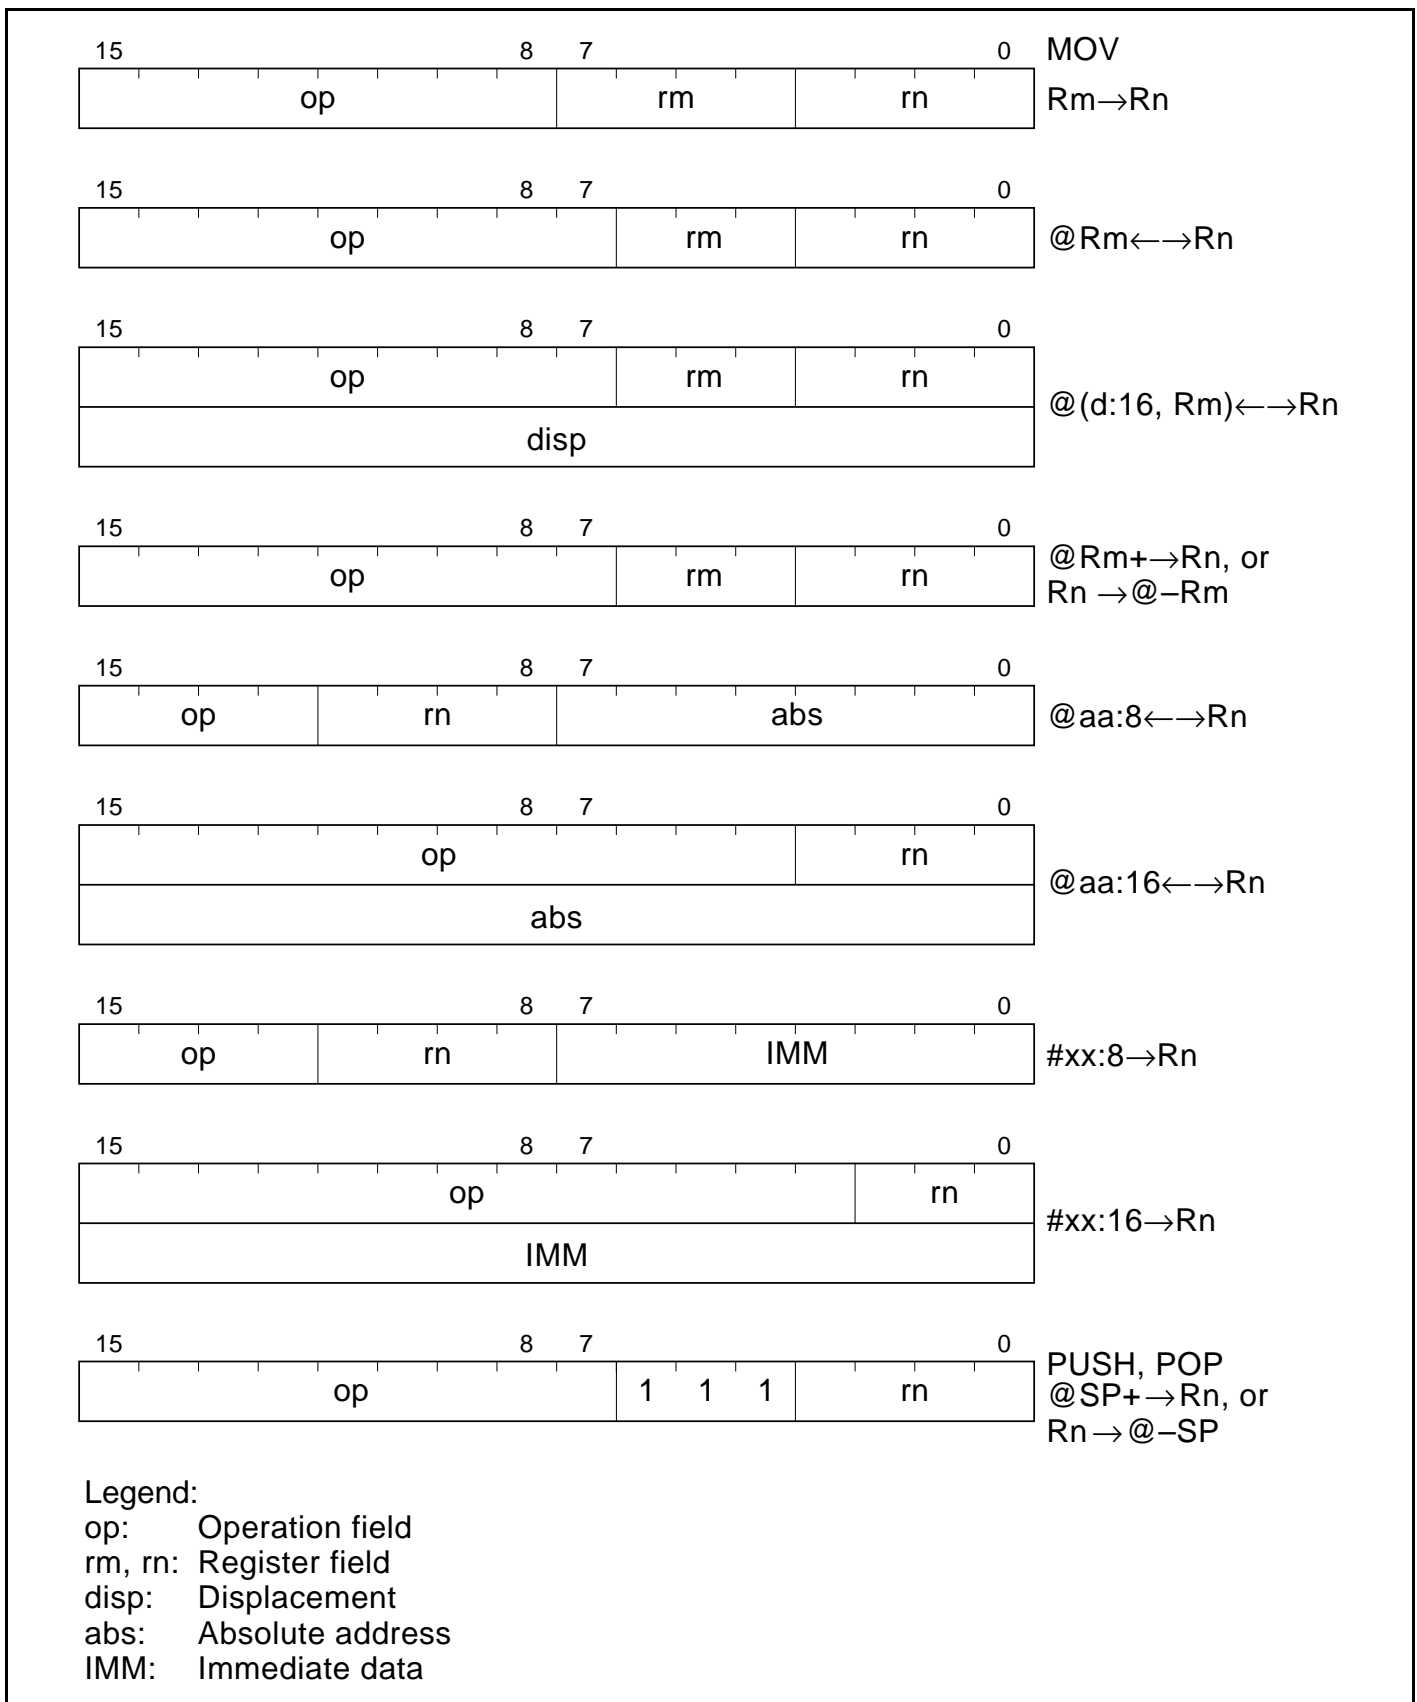 15 8 7 0 MOV
op rm rn Rm→Rn
15 8 7 0
op rm rn @Rm←→Rn
15 8 7 0
op rm rn
@(d:16, Rm)←→Rn
disp
15 8 7 0
@Rm+→Rn, or
op rm rn
Rn →@–Rm
15 8 7 0
op rn abs @aa:8←→Rn
15 8 7 0
op rn
@aa:16←→Rn
abs
15 8 7 0
op rn IMM #xx:8→Rn
15 8 7 0
op rn
#xx:16→Rn
IMM
15 8 7 0
PUSH, POP
op 1 1 1 rn @SP+→Rn, or
Rn→@–SP
Legend:
op: Operation field
rm, rn: Register field
disp: Displacement
abs: Absolute address
IMM: Immediate data